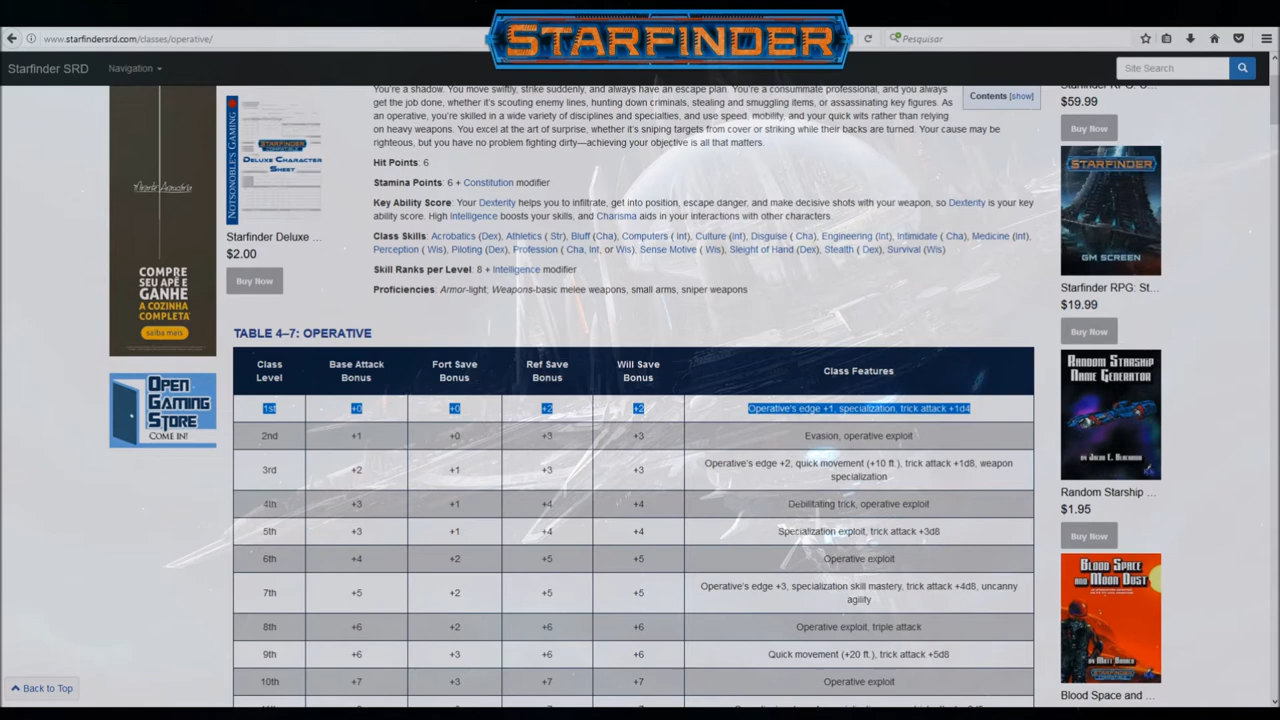 www.starfindersrd.com/classes/operative/
STARFINDER
Pesquisar
Starfinder SRD
Navigation
Site Search
You're a shadow. You move swiftly, strike suddenly, and always have an escape plan. You're a consummate professional, and you always
get the job done, whether it's scouting enemy lines, hunting down criminals, stealing and smuggling items, or assassinating key figures. As
an operative, you're skilled in a wide variety of disciplines and specialties, and use speed, mobility, and your quick wits rather than relying
on heavy weapons. You excel at the art of surprise, whether it's sniping targets from cover or striking while their backs are turned. Your cause may be
righteous, but you have no problem fighting dirty—achieving your objective is all that matters.
Contents [show]
Hit Points: 6
Stamina Points: 6 + Constitution modifier
Key Ability Score: Your Dexterity helps you to infiltrate, get into position, escape danger, and make decisive shots with your weapon, so Dexterity is your key
ability score. High Intelligence boosts your skills, and Charisma aids in your interactions with other characters.
Class Skills: Acrobatics (Dex), Athletics ( Str), Bluff (Cha), Computers ( Int), Culture (Int), Disguise ( Cha), Engineering (Int), Intimidate ( Cha), Medicine (Int),
Perception ( Wis), Piloting (Dex), Profession ( Cha, Int, or Wis), Sense Motive ( Wis), Sleight of Hand (Dex), Stealth ( Dex), Survival (Wis)
Skill Ranks per Level: 8 + Intelligence modifier
Proficiencies: Armor-light; Weapons-basic melee weapons, small arms, sniper weapons
TABLE 4–7: OPERATIVE
Class Level Base Attack Bonus Fort Save Bonus Ref Save Bonus Will Save Bonus Class Features
1st +0 +0 +2 +2 Operative's edge +1, specialization, trick attack +1d4
2nd +1 +0 +3 +3 Evasion, operative exploit
3rd +2 +1 +3 +3 Operative's edge +2, quick movement (+10 ft.), trick attack +1d8, weapon
specialization
4th +3 +1 +4 +4 Debilitating trick, operative exploit
5th +3 +1 +4 +4 Specialization exploit, trick attack +3d8
6th +4 +2 +5 +5 Operative exploit
7th +5 +2 +5 +5 Operative's edge +3, specialization skill mastery, trick attack +4d8, uncanny
agility
8th +6 +2 +6 +6 Operative exploit, triple attack
9th +6 +3 +6 +6 Quick movement (+20 ft.), trick attack +5d8
10th +7 +3 +7 +7 Operative exploit
COMPRE
SEU APÊ E
GANHE
A COZINHA
COMPLETA*
saiba mais
OPEN
GAMING
STORE
COME IN!
NOTSONOBLE'S GAMING
STARFINDER
COMPATIBLE
DELUXE CHARACTER
SHEET
Starfinder Deluxe ...
$2.00
Buy Now
$59.99
Buy Now
STARFINDER
GM SCREEN
Starfinder RPG: St...
$19.99
Buy Now
RANDOM STARSHIP
NAME GENERATOR
Random Starship ...
$1.95
Buy Now
BLOOD SPACE
AND MOON DUST
Blood Space and ...
Back to Top